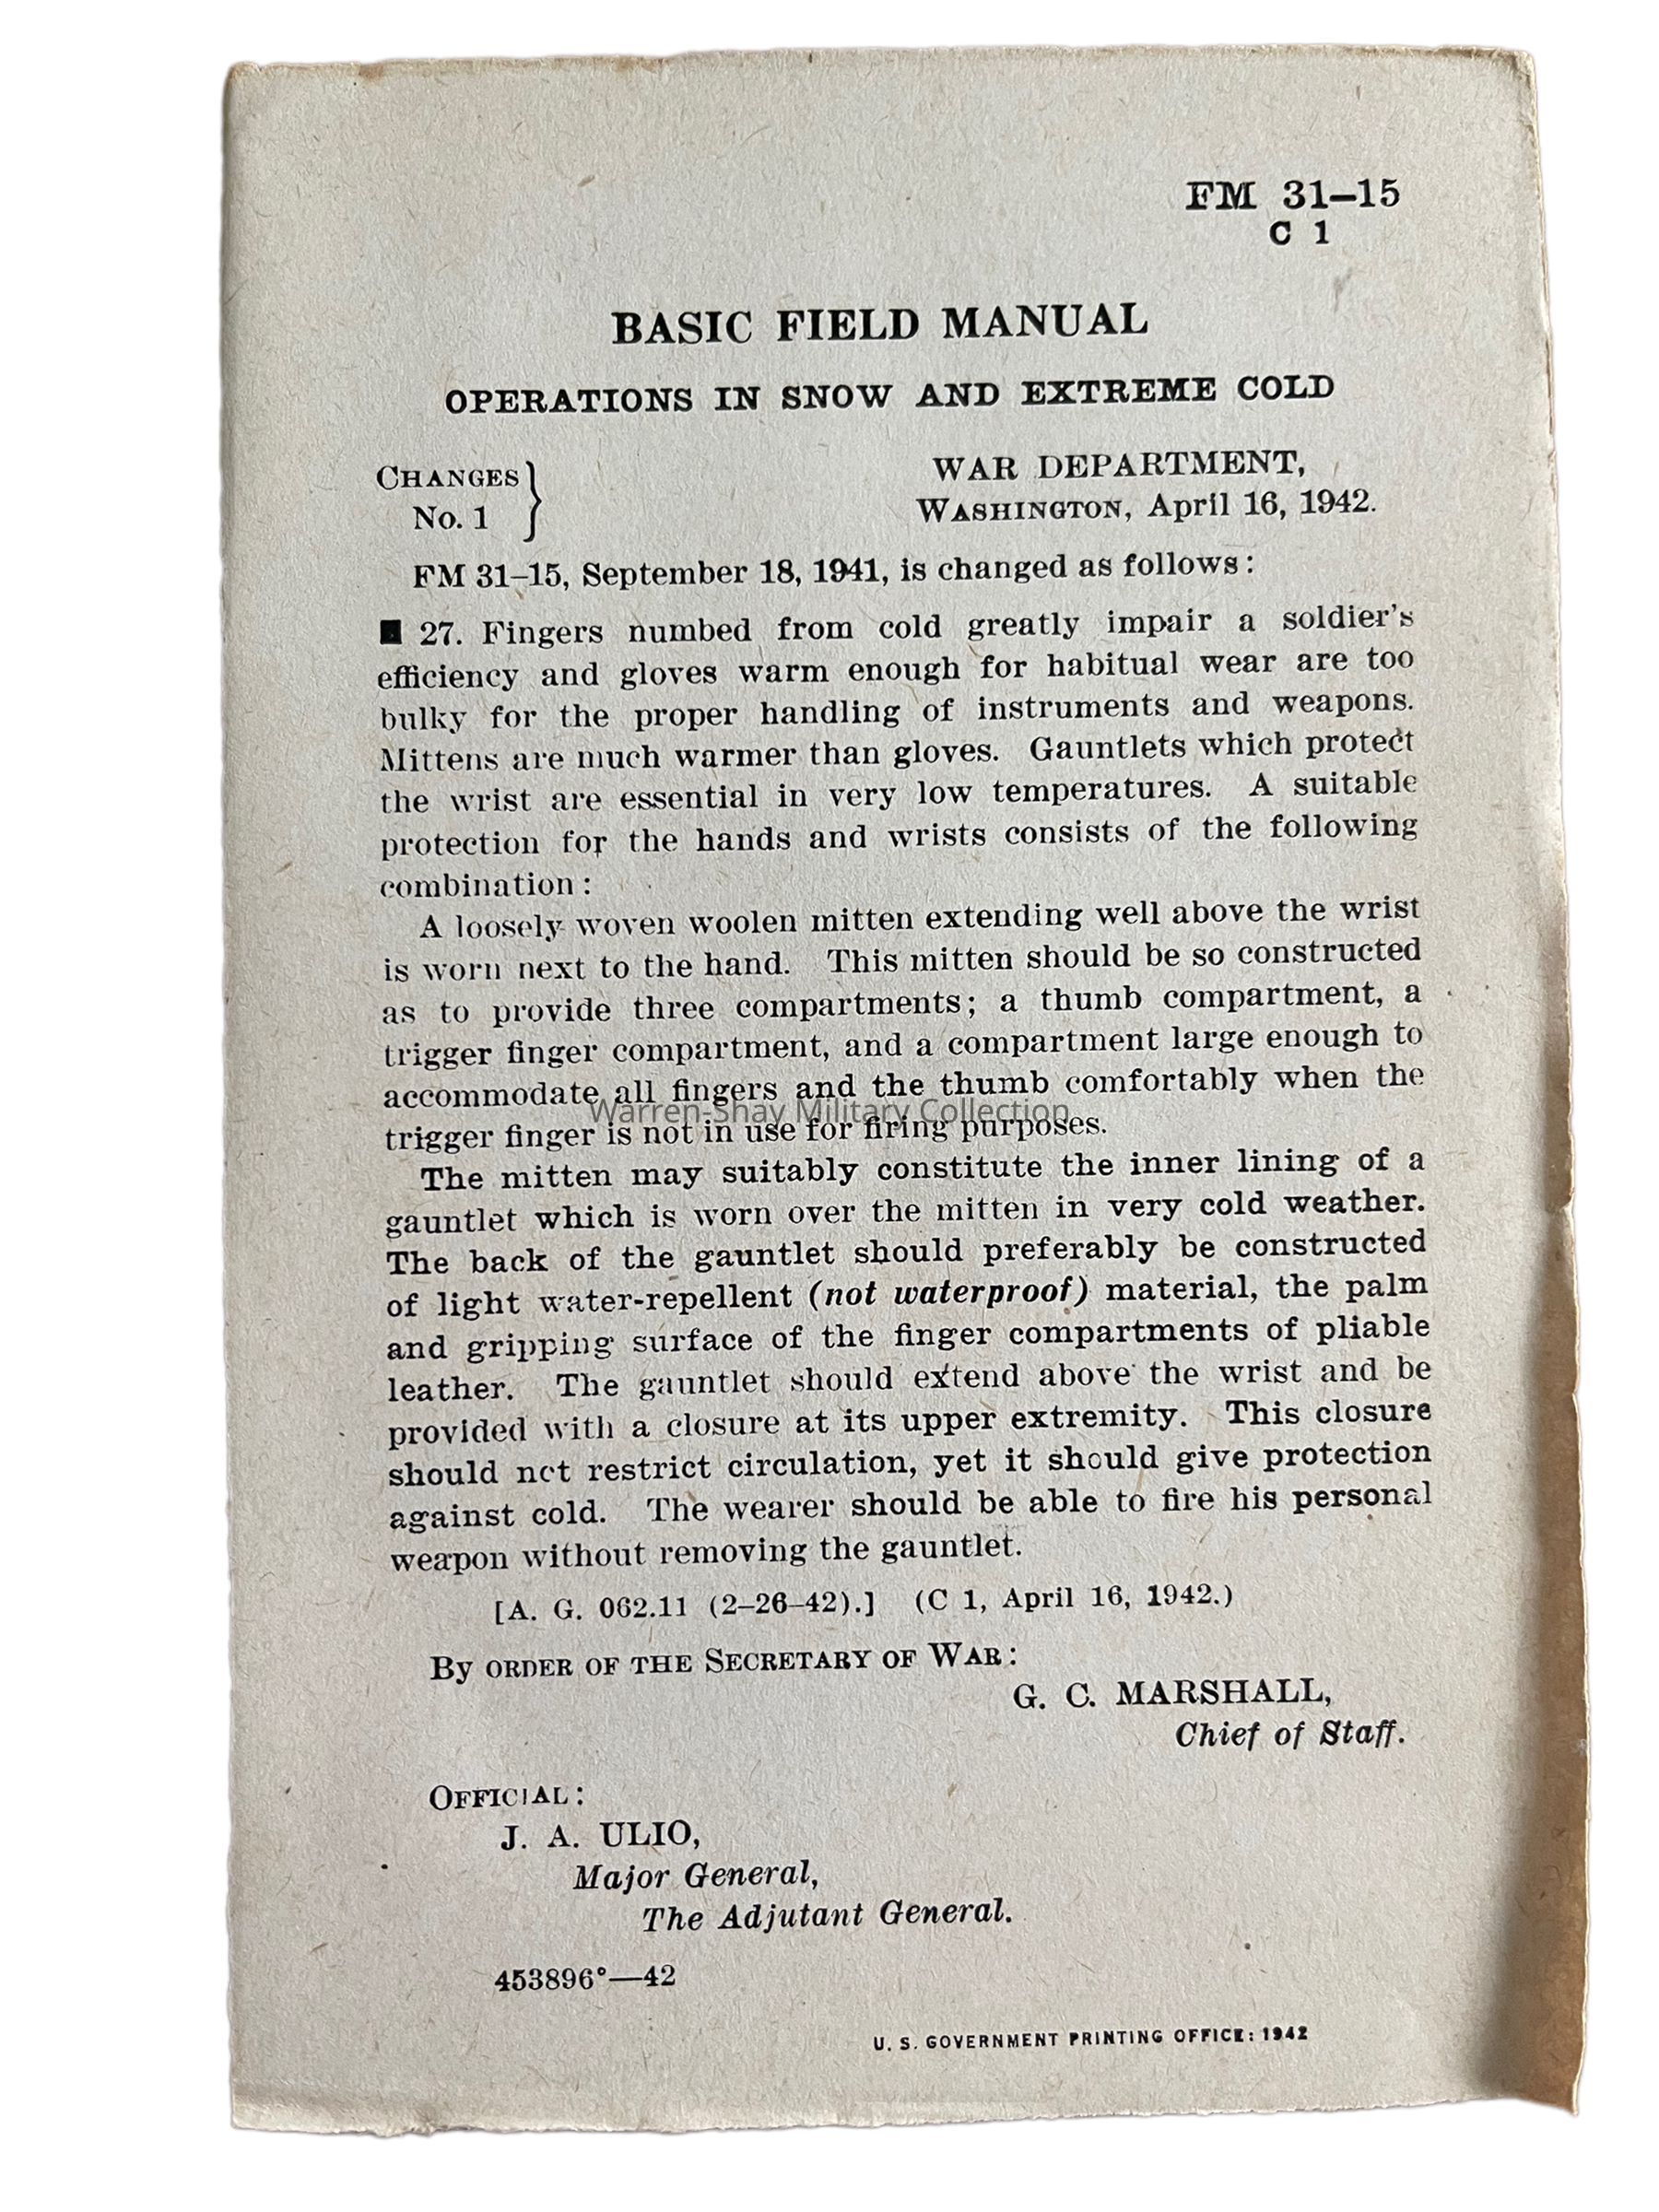 FM 31–15
C 1
BASIC FIELD MANUAL
OPERATIONS IN SNOW AND EXTREME COLD
CHANGES
No. 1
WAR DEPARTMENT,
WASHINGTON, April 16, 1942.
FM 31–15, September 18, 1941, is changed as follows:
■ 27. Fingers numbed from cold greatly impair a soldier's
efficiency and gloves warm enough for habitual wear are too
bulky for the proper handling of instruments and weapons.
Mittens are much warmer than gloves. Gauntlets which protect
the wrist are essential in very low temperatures. A suitable
protection for the hands and wrists consists of the following
combination:
A loosely woven woolen mitten extending well above the wrist
is worn next to the hand. This mitten should be so constructed
as to provide three compartments; a thumb compartment, a
trigger finger compartment, and a compartment large enough to
accommodate all fingers and the thumb comfortably when the
Warren-Shay Military Collection
trigger finger is not in use for firing purposes.
The mitten may suitably constitute the inner lining of a
gauntlet which is worn over the mitten in very cold weather.
The back of the gauntlet should preferably be constructed
of light water-repellent (not waterproof) material, the palm
and gripping surface of the finger compartments of pliable
leather. The gauntlet should extend above the wrist and be
provided with a closure at its upper extremity. This closure
should not restrict circulation, yet it should give protection
against cold. The wearer should be able to fire his personal
weapon without removing the gauntlet.
[A. G. 062.11 (2–26–42).] (C 1, April 16, 1942.)
BY ORDER OF THE SECRETARY OF WAR:
G. C. MARSHALL,
Chief of Staff.
OFFICIAL:
J. A. ULIO,
Major General,
The Adjutant General.
453896°—42
U. S. GOVERNMENT PRINTING OFFICE: 1942